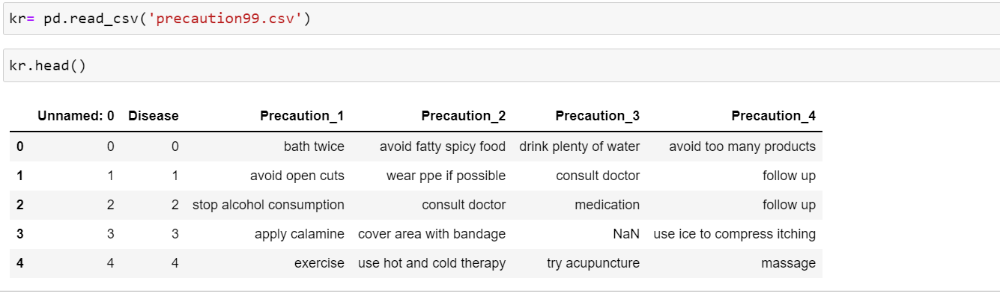 kr= pd.read_csv('precaution99.csv')
kr.head()
Unnamed: 0 Disease Precaution_1 Precaution_2 Precaution_3 Precaution_4
0 0 0 bath twice avoid fatty spicy food drink plenty of water avoid too many products
1 1 1 avoid open cuts wear ppe if possible consult doctor follow up
2 2 2 stop alcohol consumption consult doctor medication follow up
3 3 3 apply calamine cover area with bandage NaN use ice to compress itching
4 4 4 exercise use hot and cold therapy try acupuncture massage